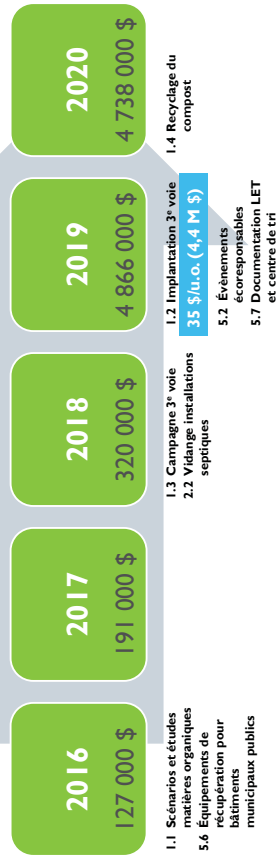 2016
127 000 $
2017
191 000 $
2018
320 000 $
2019
4 866 000 $
2020
4 738 000 $
1.1 Scénarios et études
matières organiques
5.6 Équipements de
récupération pour
bâtiments
municipaux publics
1.3 Campagne 3e voie
2.2 Vidange installations
septiques
1.2 Implantation 3e voie
35 $/u.o. (4,4 M $)
5.2 Évènements
écoresponsables
5.7 Documentation LET
et centre de tri
1.4 Recyclage du
compost